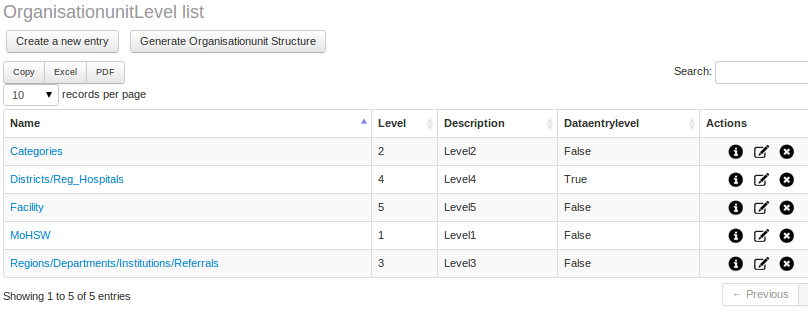 OrganisationunitLevel list
Create a new entry Generate Organisationunit Structure
Copy Excel PDF Search:
10 records per page
Name Level Description Dataentrylevel Actions
Categories 2 Level2 False
Districts/Reg_Hospitals 4 Level4 True
Facility 5 Level5 False
MoHSW 1 Level1 False
Regions/Departments/Institutions/Referrals 3 Level3 False
Showing 1 to 5 of 5 entries ← Previous